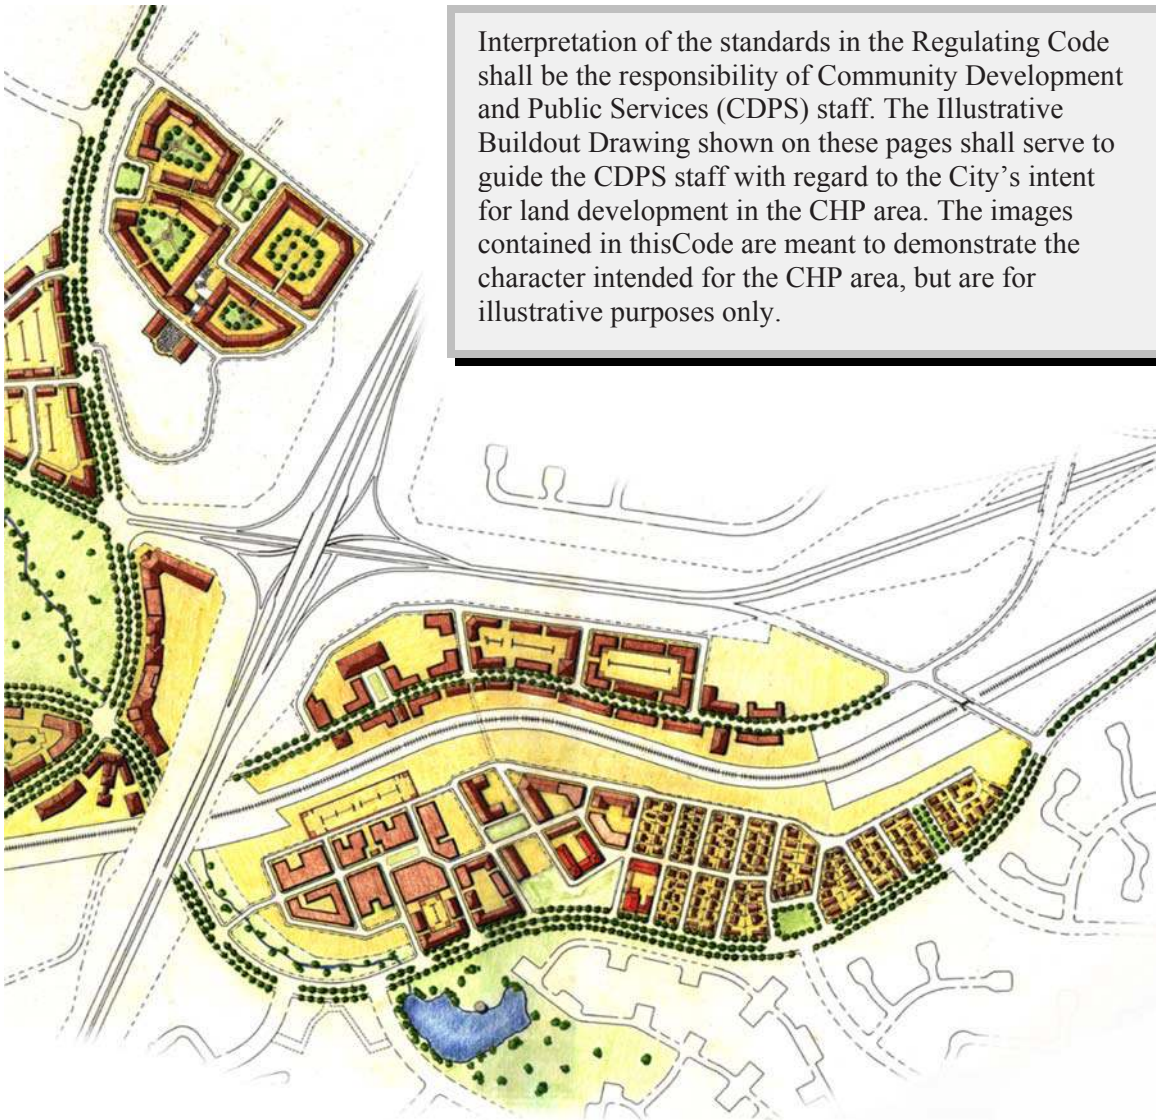 Interpretation of the standards in the Regulating Code
shall be the responsibility of Community Development
and Public Services (CDPS) staff. The Illustrative
Buildout Drawing shown on these pages shall serve to
guide the CDPS staff with regard to the City’s intent
for land development in the CHP area. The images
contained in thisCode are meant to demonstrate the
character intended for the CHP area, but are for
illustrative purposes only.